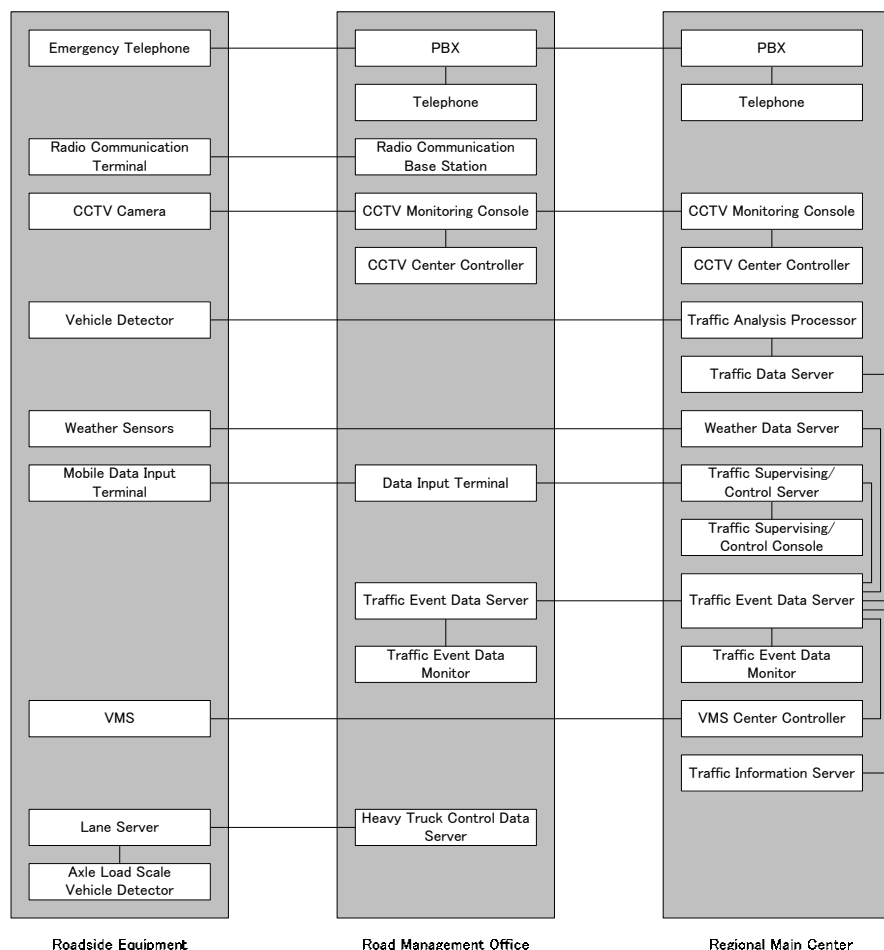 Emergency Telephone
PBX
PBX
Telephone
Telephone
Radio Communication
Terminal
Radio Communication
Base Station
CCTV Camera
CCTV Monitoring Console
CCTV Monitoring Console
CCTV Center Controller
CCTV Center Controller
Vehicle Detector
Traffic Analysis Processor
Traffic Data Server
Weather Sensors
Weather Data Server
Mobile Data Input
Terminal
Data Input Terminal
Traffic Supervising/
Control Server
Traffic Supervising/
Control Console
Traffic Event Data Server
Traffic Event Data Server
Traffic Event Data
Monitor
Traffic Event Data
Monitor
VMS
VMS Center Controller
Traffic Information Server
Lane Server
Heavy Truck Control Data
Server
Axle Load Scale
Vehicle Detector
Roadside Equipment
Road Management Office
Regional Main Center